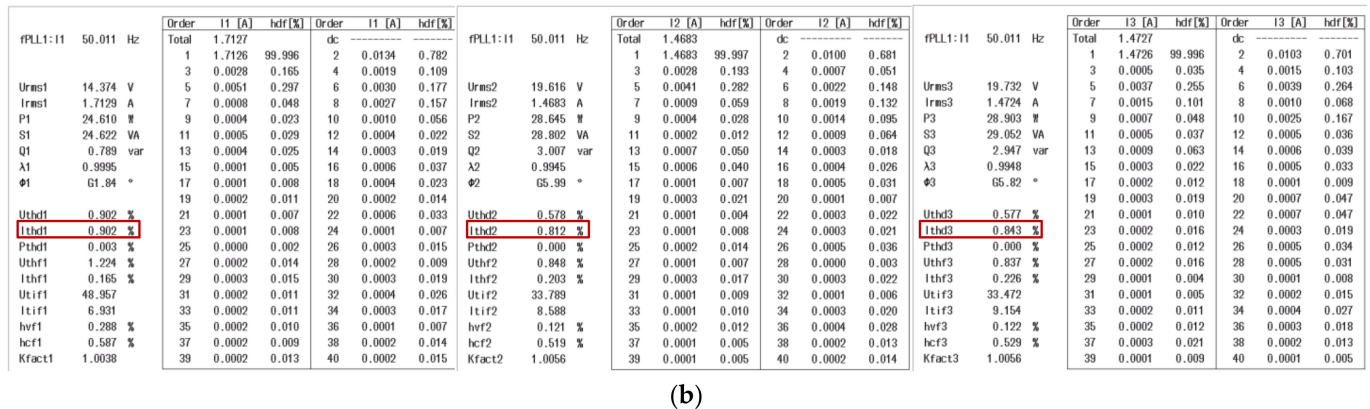 Order I1 [A] hdf[%] Order I1 [A] hdf[%]
fPLL1:I1 50.011 Hz Total 1.7127 dc --------- -------
1 1.7126 99.996 2 0.0134 0.782
3 0.0028 0.165 4 0.0019 0.109
Urms1 14.374 V 5 0.0051 0.297 6 0.0030 0.177
Irms1 1.7129 A 7 0.0008 0.048 8 0.0027 0.157
P1 24.610 W 9 0.0004 0.023 10 0.0010 0.056
S1 24.622 VA 11 0.0005 0.029 12 0.0004 0.022
Q1 0.789 var 13 0.0004 0.025 14 0.0003 0.019
λ1 0.9995 15 0.0001 0.005 16 0.0006 0.037
Φ1 G1.84 ° 17 0.0001 0.008 18 0.0004 0.023
19 0.0002 0.011 20 0.0002 0.014
Uthd1 0.902 % 21 0.0001 0.007 22 0.0006 0.033
Ithd1 0.902 % 23 0.0001 0.008 24 0.0001 0.007
Pthd1 0.003 % 25 0.0000 0.002 26 0.0003 0.015
Uthf1 1.224 % 27 0.0002 0.014 28 0.0002 0.009
Ithf1 0.165 % 29 0.0003 0.015 30 0.0003 0.019
Utif1 48.957 31 0.0002 0.011 32 0.0004 0.026
Itif1 6.931 33 0.0002 0.011 34 0.0003 0.017
hvf1 0.288 % 35 0.0002 0.010 36 0.0001 0.007
hcf1 0.587 % 37 0.0002 0.009 38 0.0002 0.014
Kfact1 1.0038 39 0.0002 0.013 40 0.0002 0.015
Order I2 [A] hdf[%] Order I2 [A] hdf[%]
fPLL1:I1 50.011 Hz Total 1.4683 dc --------- -------
1 1.4683 99.997 2 0.0100 0.681
3 0.0028 0.193 4 0.0007 0.051
Urms2 19.616 V 5 0.0041 0.282 6 0.0022 0.148
Irms2 1.4683 A 7 0.0009 0.059 8 0.0019 0.132
P2 28.645 W 9 0.0004 0.028 10 0.0014 0.095
S2 28.802 VA 11 0.0002 0.012 12 0.0009 0.064
Q2 3.007 var 13 0.0007 0.050 14 0.0003 0.018
λ2 0.9945 15 0.0006 0.040 16 0.0004 0.026
Φ2 G5.99 ° 17 0.0001 0.007 18 0.0005 0.031
19 0.0003 0.021 20 0.0001 0.007
Uthd2 0.578 % 21 0.0001 0.004 22 0.0003 0.022
Ithd2 0.812 % 23 0.0001 0.008 24 0.0003 0.021
Pthd2 0.000 % 25 0.0002 0.014 26 0.0005 0.036
Uthf2 0.848 % 27 0.0001 0.007 28 0.0000 0.003
Ithf2 0.203 % 29 0.0003 0.017 30 0.0003 0.022
Utif2 33.789 31 0.0001 0.009 32 0.0001 0.006
Itif2 8.588 33 0.0001 0.010 34 0.0003 0.020
hvf2 0.121 % 35 0.0002 0.012 36 0.0004 0.028
hcf2 0.519 % 37 0.0001 0.005 38 0.0002 0.013
Kfact2 1.0056 39 0.0001 0.005 40 0.0002 0.014
Order I3 [A] hdf[%] Order I3 [A] hdf[%]
fPLL1:I1 50.011 Hz Total 1.4727 dc --------- -------
1 1.4726 99.996 2 0.0103 0.701
3 0.0005 0.035 4 0.0015 0.103
Urms3 19.732 V 5 0.0037 0.255 6 0.0039 0.264
Irms3 1.4724 A 7 0.0015 0.101 8 0.0010 0.068
P3 28.903 W 9 0.0007 0.048 10 0.0025 0.167
S3 29.052 VA 11 0.0005 0.037 12 0.0005 0.036
Q3 2.947 var 13 0.0009 0.063 14 0.0006 0.039
λ3 0.9948 15 0.0003 0.022 16 0.0005 0.033
Φ3 G5.82 ° 17 0.0002 0.012 18 0.0001 0.009
19 0.0003 0.019 20 0.0007 0.047
Uthd3 0.577 % 21 0.0001 0.010 22 0.0007 0.047
Ithd3 0.843 % 23 0.0002 0.016 24 0.0003 0.019
Pthd3 0.000 % 25 0.0002 0.012 26 0.0005 0.034
Uthf3 0.837 % 27 0.0002 0.016 28 0.0005 0.031
Ithf3 0.226 % 29 0.0001 0.004 30 0.0001 0.008
Utif3 33.472 31 0.0001 0.005 32 0.0002 0.015
Itif3 9.154 33 0.0002 0.011 34 0.0004 0.027
hvf3 0.122 % 35 0.0002 0.012 36 0.0003 0.018
hcf3 0.529 % 37 0.0003 0.021 38 0.0002 0.013
Kfact3 1.0056 39 0.0001 0.009 40 0.0001 0.005
(b)